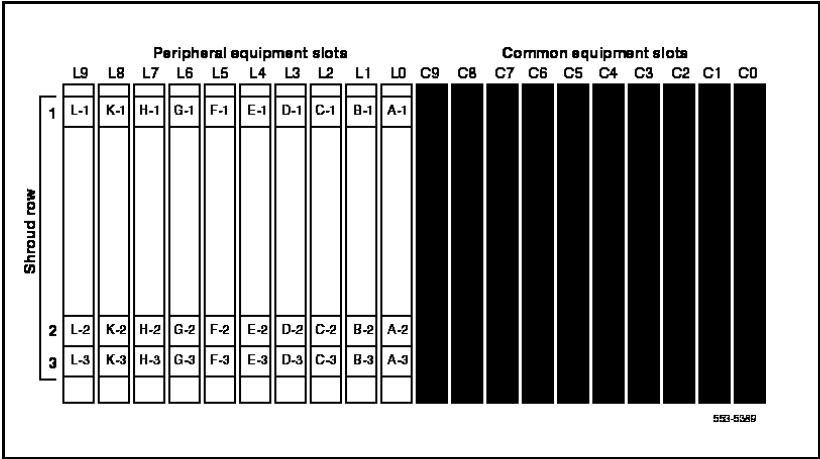 Peripheral equipment slots Common equipment slots
L9 L8 L7 L6 L5 L4 L3 L2 L1 L0 C9 C8 C7 C6 C5 C4 C3 C2 C1 C0
1 L-1 K-1 H-1 G-1 F-1 E-1 D-1 C-1 B-1 A-1
Shroud row
2 L-2 K-2 H-2 G-2 F-2 E-2 D-2 C-2 B-2 A-2
3 L-3 K-3 H-3 G-3 F-3 E-3 D-3 C-3 B-3 A-3
553-5389